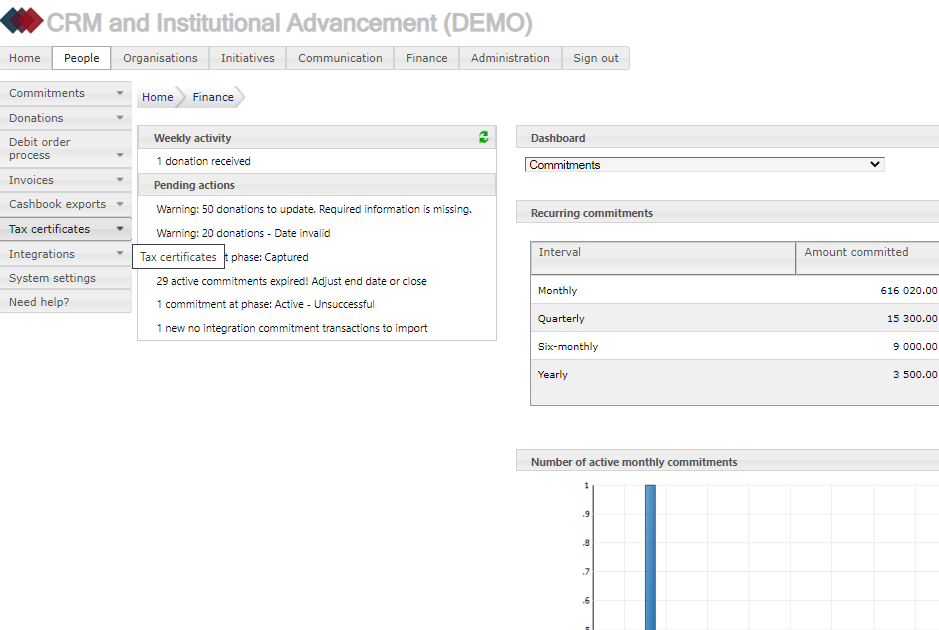 CRM and Institutional Advancement (DEMO)
Home People Organisations Initiatives Communication Finance Administration Sign out
Commitments
Donations
Debit order
process
Invoices
Cashbook exports
Tax certificates
Integrations
System settings
Need help?
Tax certificates
Home Finance
Weekly activity
1 donation received
Pending actions
Warning: 50 donations to update. Required information is missing.
Warning: 20 donations - Date invalid
t phase: Captured
29 active commitments expired! Adjust end date or close
1 commitment at phase: Active - Unsuccessful
1 new no integration commitment transactions to import
Dashboard
Commitments
Recurring commitments
Interval Amount committed
Monthly 616 020.00
Quarterly 15 300.00
Six-monthly 9 000.00
Yearly 3 500.00
Number of active monthly commitments
1
.9
.8
.7
.6